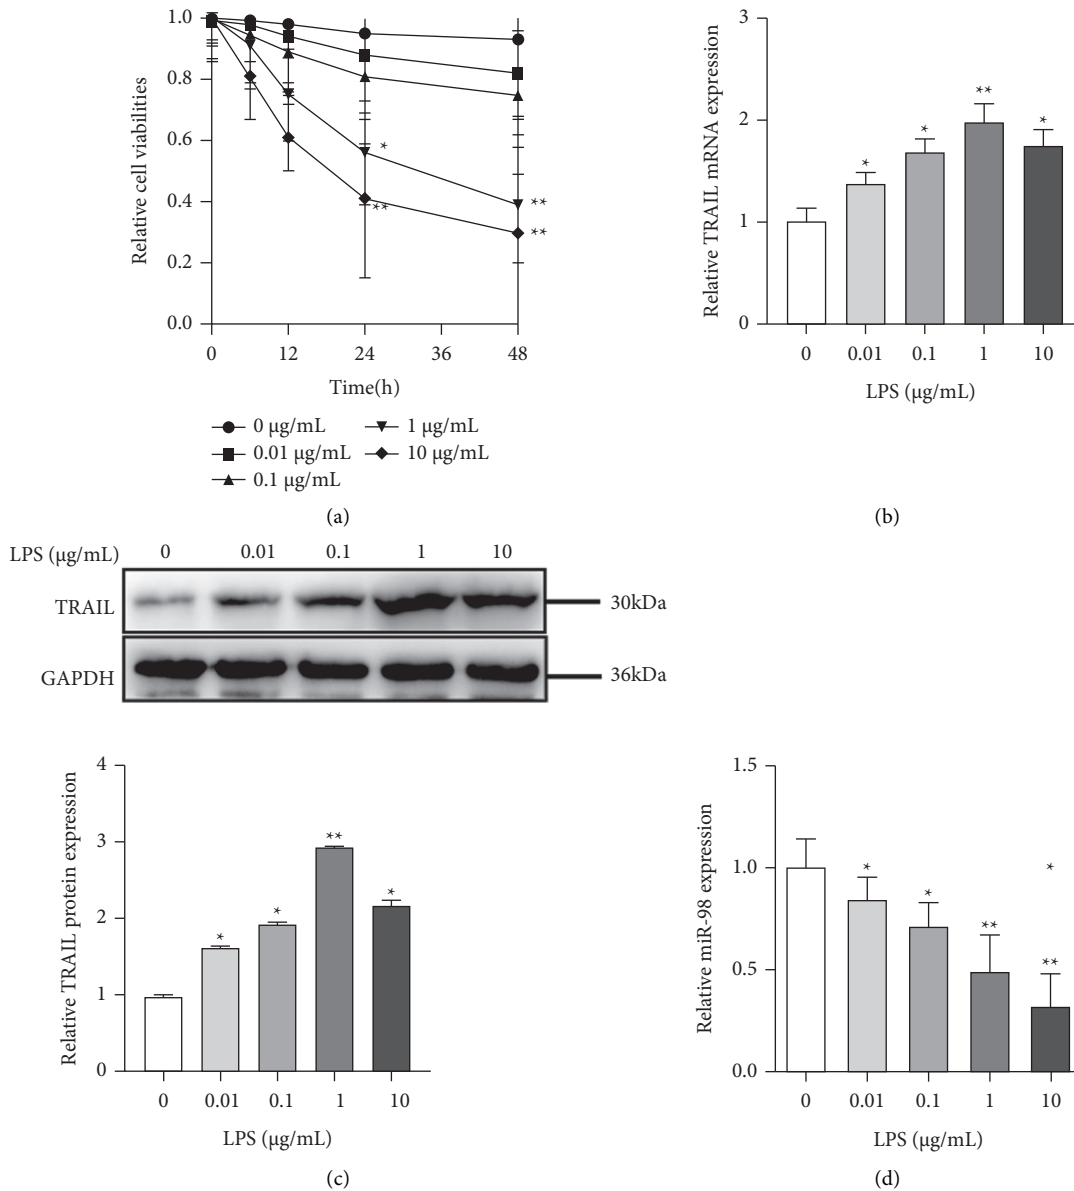 1.0
0.8
0.6
0.4
0.2
0.0
Relative cell viabilities
*
**
**
**
0 12 24 36 48
Time(h)
0 μg/mL
0.01 μg/mL
0.1 μg/mL
1 μg/mL
10 μg/mL
(a)
3
2
1
0
Relative TRAIL mRNA expression
* * ** *
0 0.01 0.1 1 10
LPS (μg/mL)
(b)
LPS (μg/mL) 0 0.01 0.1 1 10
TRAIL 30kDa
GAPDH 36kDa
4
3
2
1
0
Relative TRAIL protein expression
* * ** *
0 0.01 0.1 1 10
LPS (μg/mL)
(c)
1.5
1.0
0.5
0.0
Relative miR-98 expression
* * ** ** *
0 0.01 0.1 1 10
LPS (μg/mL)
(d)